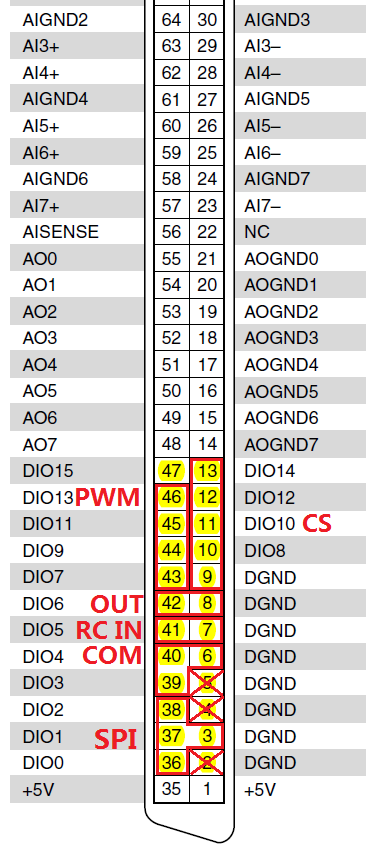 AIGND2 64 30 AIGND3
AI3+ 63 29 AI3–
AI4+ 62 28 AI4–
AIGND4 61 27 AIGND5
AI5+ 60 26 AI5–
AI6+ 59 25 AI6–
AIGND6 58 24 AIGND7
AI7+ 57 23 AI7–
AISENSE 56 22 NC
AO0 55 21 AOGND0
AO1 54 20 AOGND1
AO2 53 19 AOGND2
AO3 52 18 AOGND3
AO4 51 17 AOGND4
AO5 50 16 AOGND5
AO6 49 15 AOGND6
AO7 48 14 AOGND7
DIO15 47 13 DIO14
DIO13 PWM 46 12 DIO12
DIO11 45 11 DIO10 CS
DIO9 44 10 DIO8
DIO7 43 9 DGND
DIO6 OUT 42 8 DGND
DIO5 RC IN 41 7 DGND
DIO4 COM 40 6 DGND
DIO3 39 5 DGND
DIO2 38 4 DGND
DIO1 SPI 37 3 DGND
DIO0 36 2 DGND
+5V 35 1 +5V